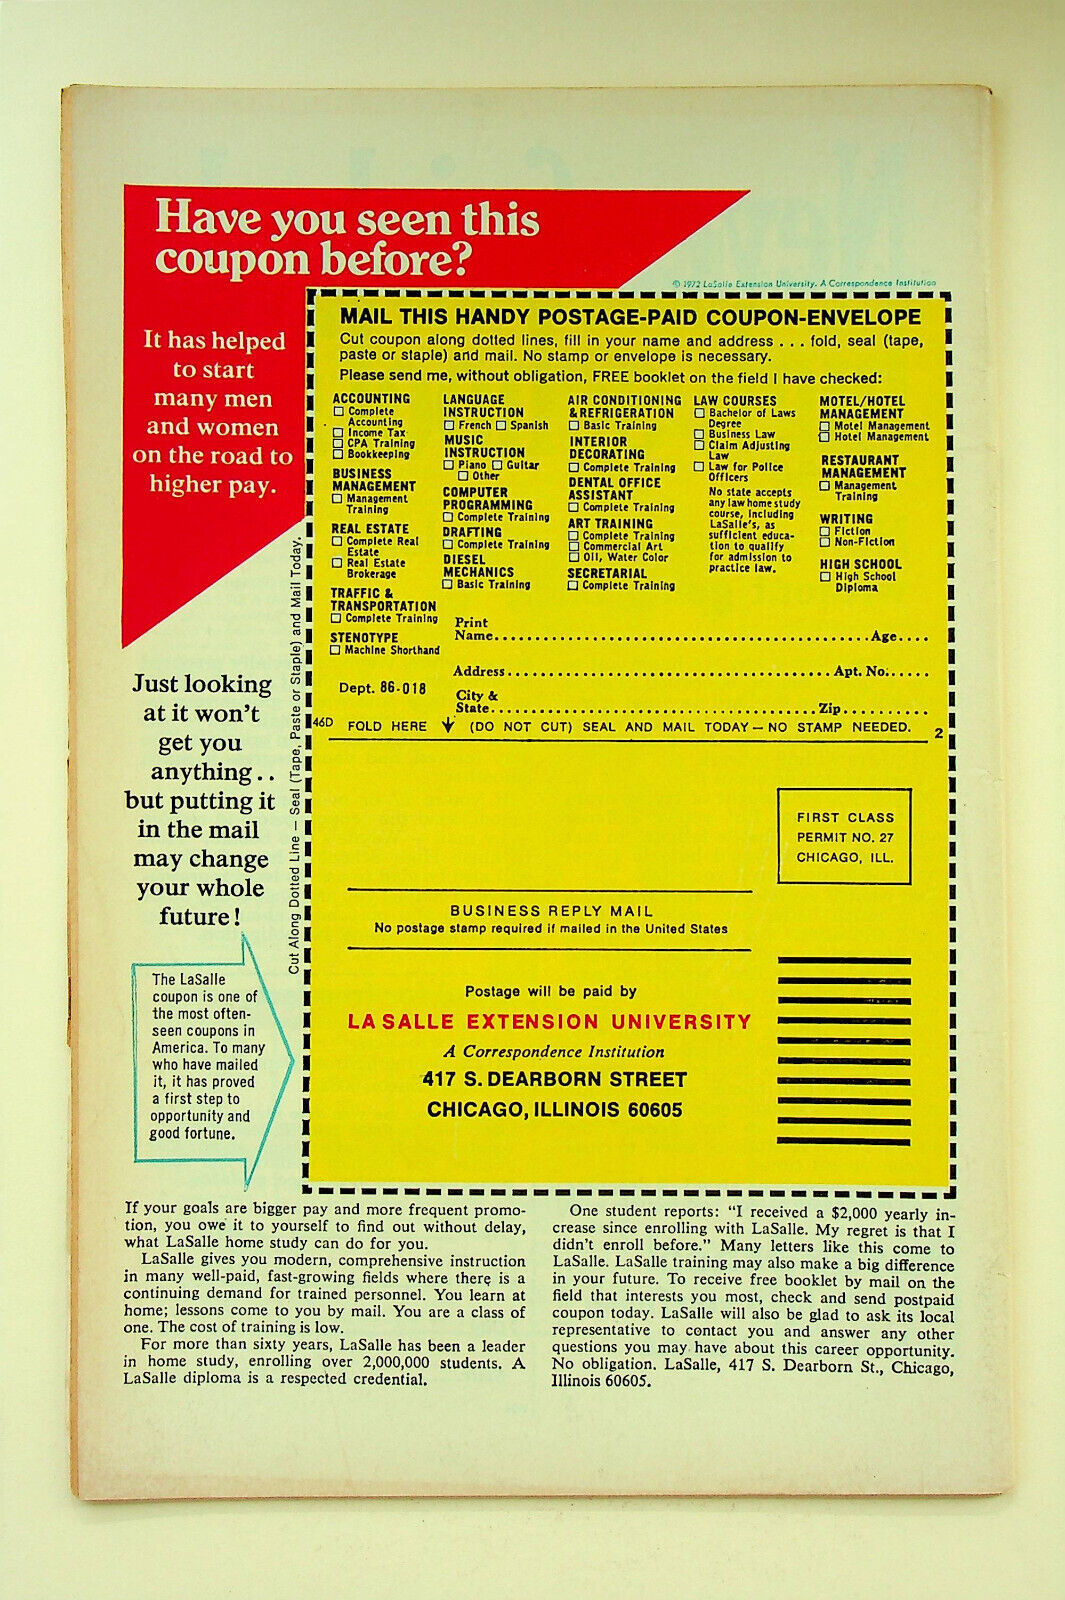 Have you seen this
coupon before?
It has helped
to start
many men
and women
on the road to
higher pay.
Just looking
at it won't
get you
anything..
but putting it
in the mail
may change
your whole
future!
The LaSalle
coupon is one of
the most often-
seen coupons in
America. To many
who have mailed
it, it has proved
a first step to
opportunity and
good fortune.
Cut Along Dotted Line — Seal (Tape, Paste or Staple) and Mail Today.
© 1972 LaSalle Extension University. A Correspondence Institution
MAIL THIS HANDY POSTAGE-PAID COUPON-ENVELOPE
Cut coupon along dotted lines, fill in your name and address . . . fold, seal (tape,
paste or staple) and mail. No stamp or envelope is necessary.
Please send me, without obligation, FREE booklet on the field I have checked:
ACCOUNTING
☐ Complete
Accounting
☐ Income Tax
☐ CPA Training
☐ Bookkeeping
BUSINESS
MANAGEMENT
☐ Management
Training
REAL ESTATE
☐ Complete Real
Estate
☐ Real Estate
Brokerage
TRAFFIC &
TRANSPORTATION
☐ Complete Training
STENOTYPE
☐ Machine Shorthand
LANGUAGE
INSTRUCTION
☐ French ☐ Spanish
MUSIC
INSTRUCTION
☐ Piano ☐ Guitar
☐ Other
COMPUTER
PROGRAMMING
☐ Complete Training
DRAFTING
☐ Complete Training
DIESEL
MECHANICS
☐ Basic Training
AIR CONDITIONING
& REFRIGERATION
☐ Basic Training
INTERIOR
DECORATING
☐ Complete Training
DENTAL OFFICE
ASSISTANT
☐ Complete Training
ART TRAINING
☐ Complete Training
☐ Commercial Art
☐ Oil, Water Color
SECRETARIAL
☐ Complete Training
LAW COURSES
☐ Bachelor of Laws
Degree
☐ Business Law
☐ Claim Adjusting
Law
☐ Law for Police
Officers
No state accepts
any law home study
course, including
LaSalle's, as
sufficient educa-
tion to qualify
for admission to
practice law.
MOTEL/HOTEL
MANAGEMENT
☐ Motel Management
☐ Hotel Management
RESTAURANT
MANAGEMENT
☐ Management
Training
WRITING
☐ Fiction
☐ Non-Fiction
HIGH SCHOOL
☐ High School
Diploma
Print
Name........................................................Age....
Address................................................Apt. No......
Dept. 86-018
City &
State..................................................Zip..........
46D FOLD HERE ↓ (DO NOT CUT) SEAL AND MAIL TODAY — NO STAMP NEEDED. 2
FIRST CLASS
PERMIT NO. 27
CHICAGO, ILL.
BUSINESS REPLY MAIL
No postage stamp required if mailed in the United States
Postage will be paid by
LA SALLE EXTENSION UNIVERSITY
A Correspondence Institution
417 S. DEARBORN STREET
CHICAGO, ILLINOIS 60605
If your goals are bigger pay and more frequent promo-
tion, you owe it to yourself to find out without delay,
what LaSalle home study can do for you.
LaSalle gives you modern, comprehensive instruction
in many well-paid, fast-growing fields where there is a
continuing demand for trained personnel. You learn at
home; lessons come to you by mail. You are a class of
one. The cost of training is low.
For more than sixty years, LaSalle has been a leader
in home study, enrolling over 2,000,000 students. A
LaSalle diploma is a respected credential.
One student reports: "I received a $2,000 yearly in-
crease since enrolling with LaSalle. My regret is that I
didn't enroll before." Many letters like this come to
LaSalle. LaSalle training may also make a big difference
in your future. To receive free booklet by mail on the
field that interests you most, check and send postpaid
coupon today. LaSalle will also be glad to ask its local
representative to contact you and answer any other
questions you may have about this career opportunity.
No obligation. LaSalle, 417 S. Dearborn St., Chicago,
Illinois 60605.